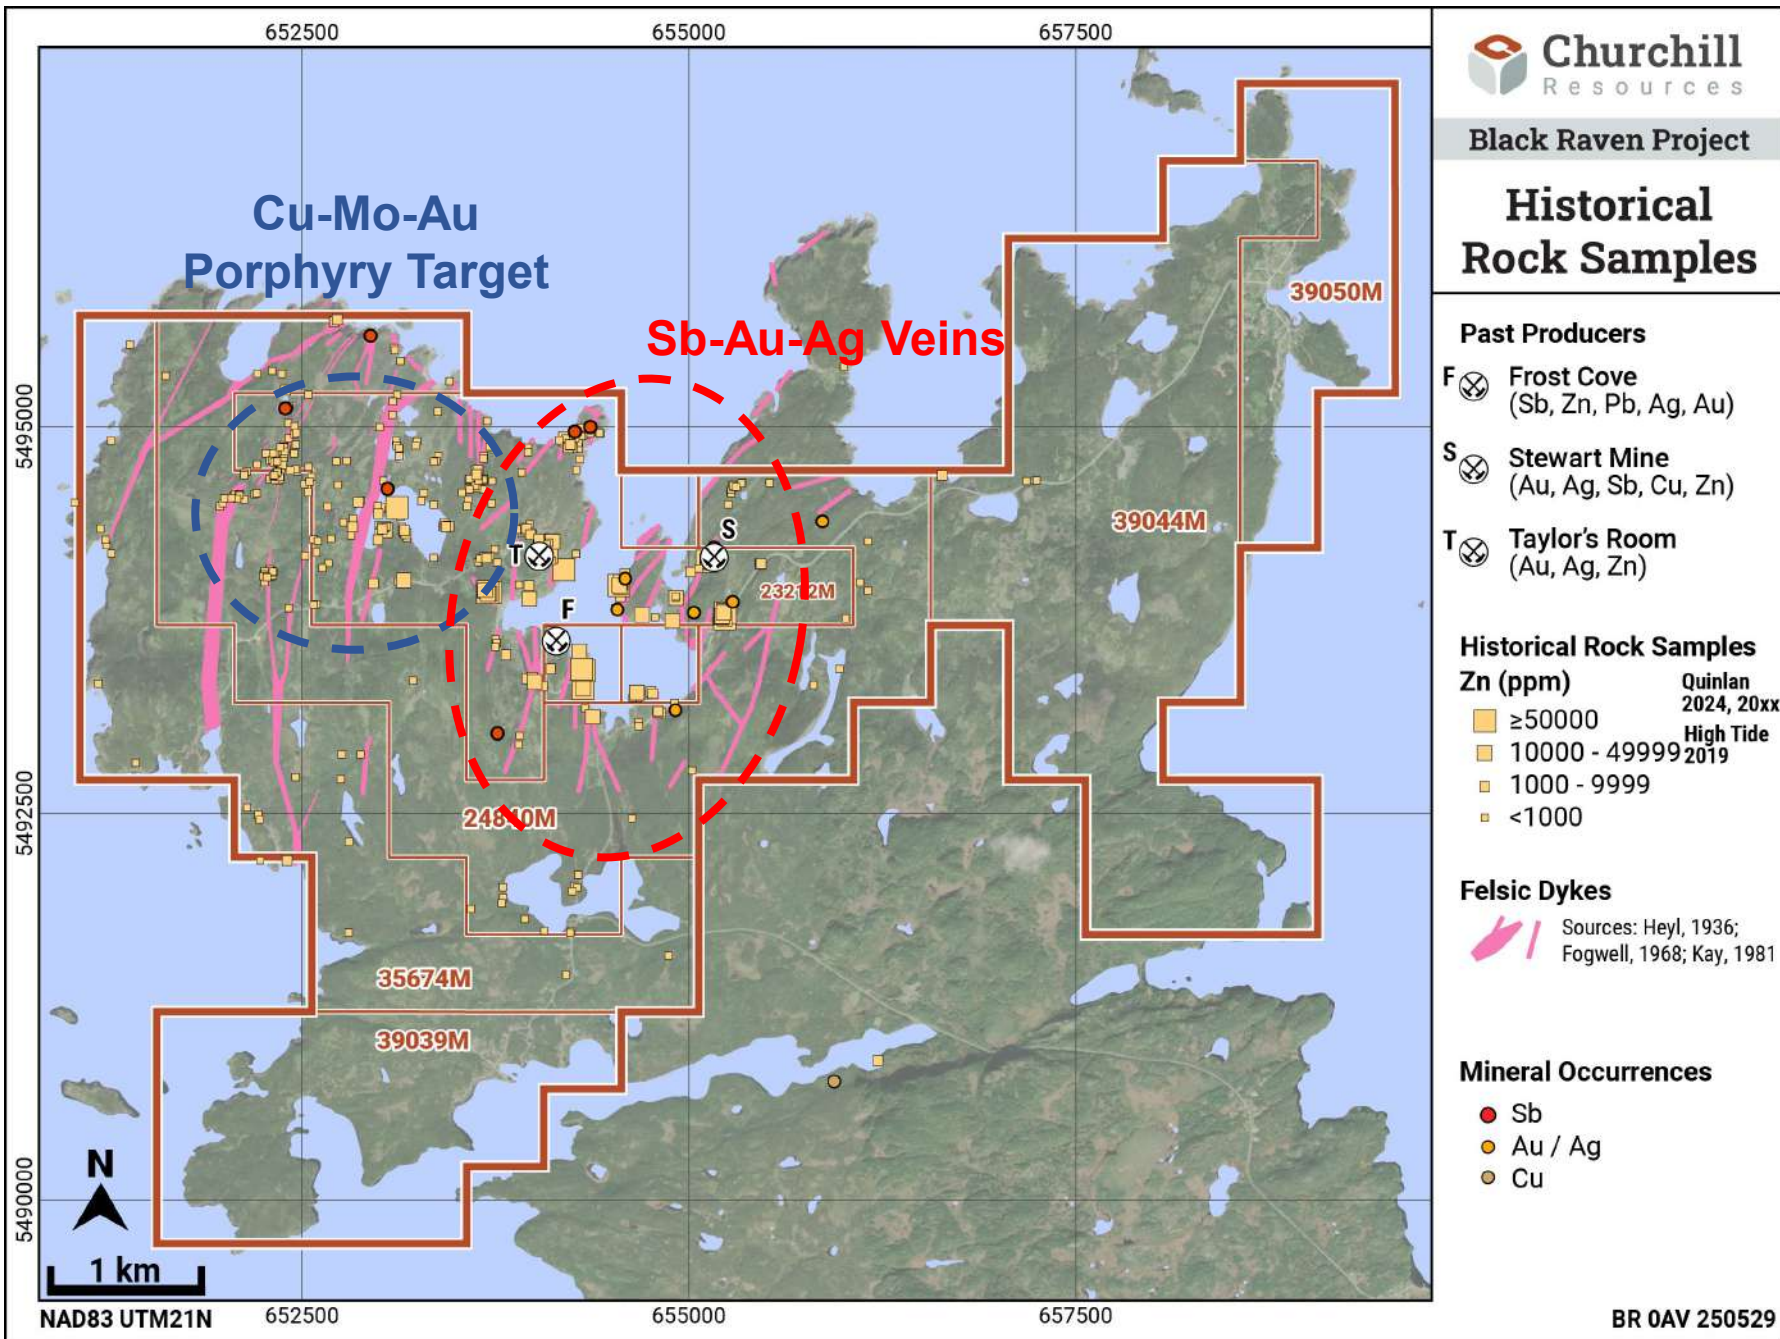 652500
655000
657500
5495000
5492500
5490000
Cu-Mo-Au
Porphyry Target
Sb-Au-Ag Veins
39050M
39044M
23212M
24840M
35674M
39039M
T
S
F
N
1 km
NAD83 UTM21N
652500
655000
657500
Churchill
Resources
Black Raven Project
Historical
Rock Samples
Past Producers
F Frost Cove
(Sb, Zn, Pb, Ag, Au)
S Stewart Mine
(Au, Ag, Sb, Cu, Zn)
T Taylor's Room
(Au, Ag, Zn)
Historical Rock Samples
Zn (ppm)
≥50000
10000 - 49999
1000 - 9999
<1000
Quinlan
2024, 20xx
High Tide
2019
Felsic Dykes
Sources: Heyl, 1936;
Fogwell, 1968; Kay, 1981
Mineral Occurrences
Sb
Au / Ag
Cu
BR 0AV 250529